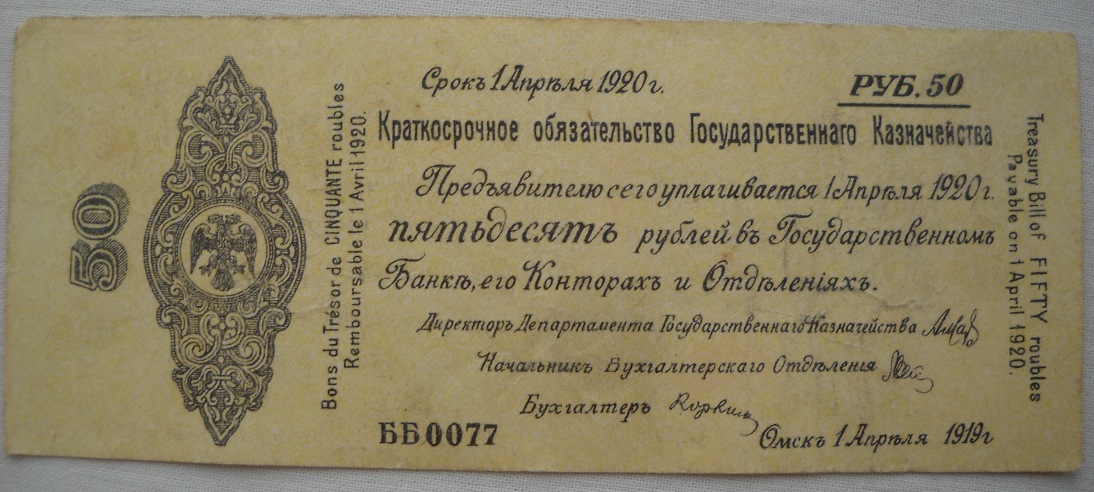 50
Bons du Trésor de CINQUANTE roubles
Remboursable le 1 Avril 1920.
Срокъ 1 Апрѣля 1920 г.
РУБ. 50
Краткосрочное обязательство Государственнаго Казначейства
Предъявителю сего уплачивается 1 Апрѣля 1920 г.
пятьдесятъ рублей въ Государственномъ
Банкѣ, его Конторахъ и Отдѣленіяхъ.
Директоръ Департамента Государственнаго Казначейства
Начальникъ Бухгалтерскаго Отдѣленія
Бухгалтеръ
ББ0077
Омскъ 1 Апрѣля 1919 г
Treasury Bill of FIFTY roubles
Payable on 1 April 1920.